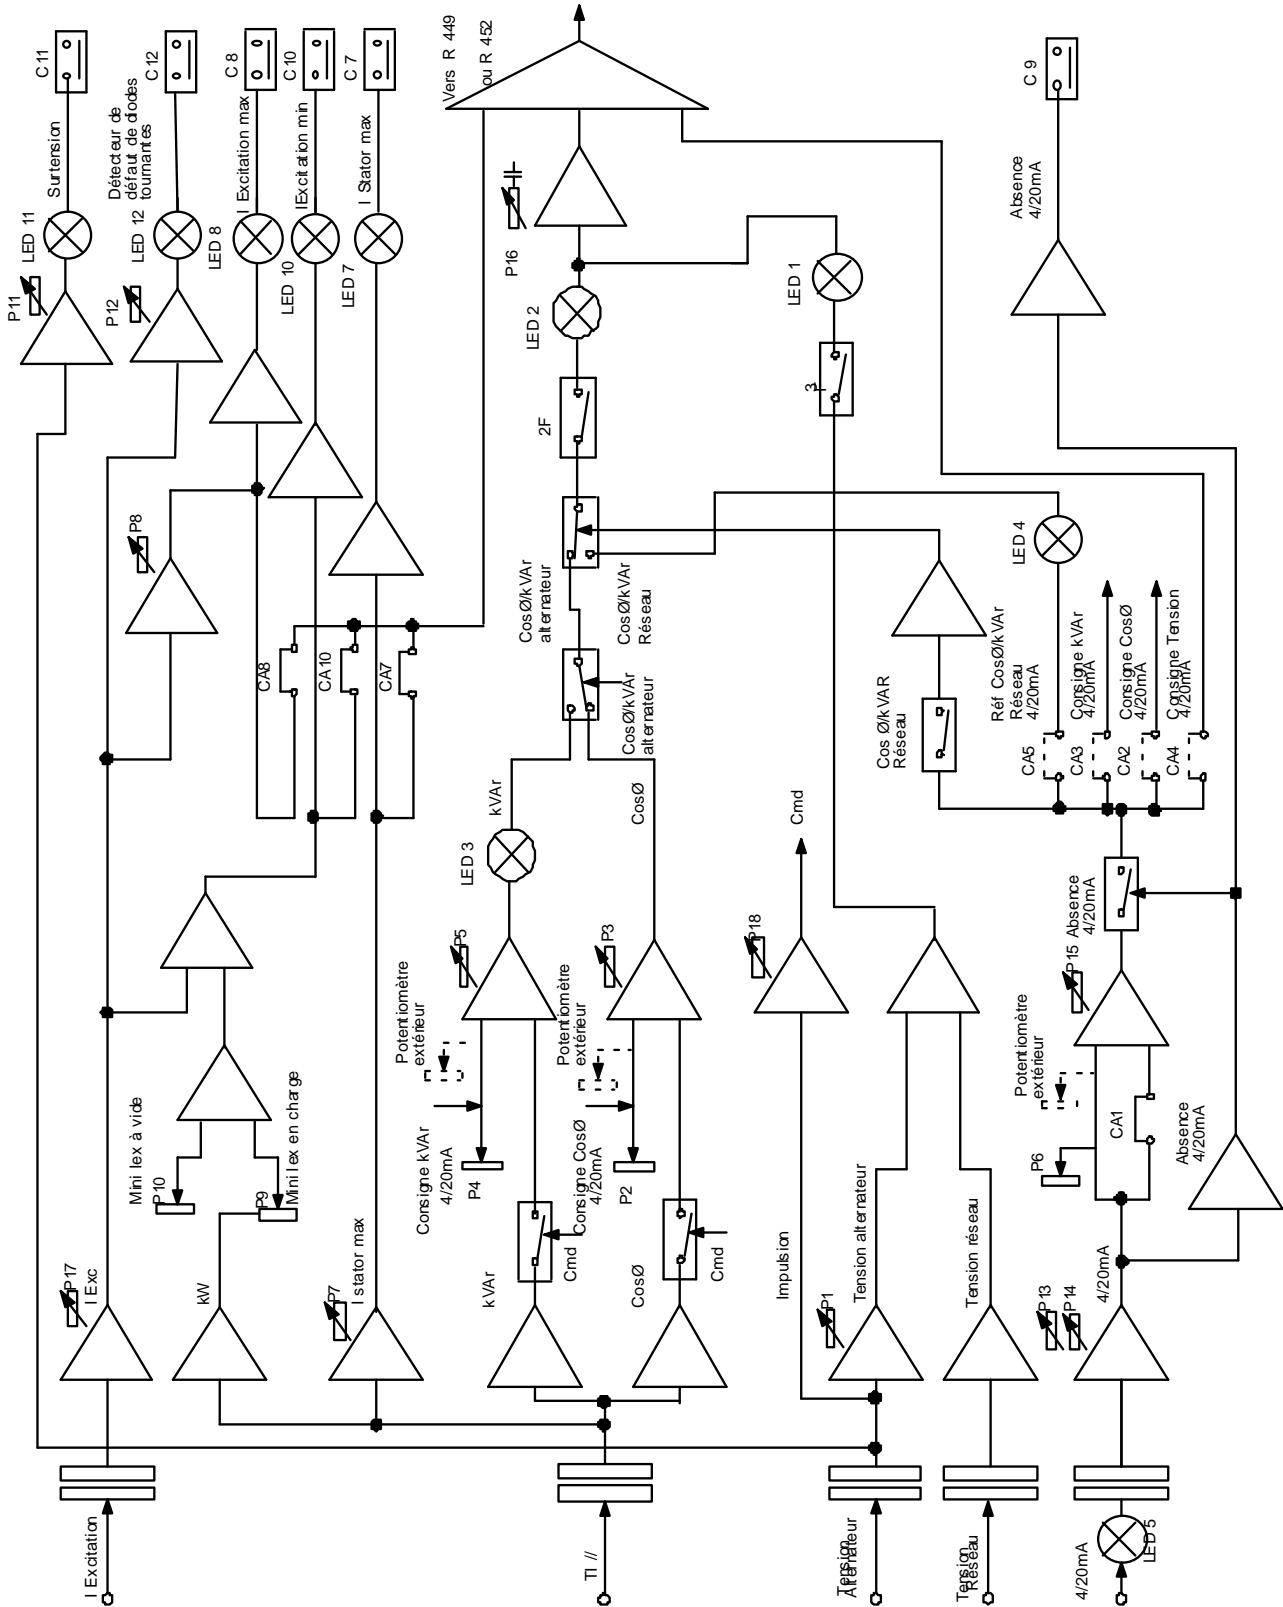 C 11
C 12
C 8
C10
C 7
Surtension
Détecteur de
défaut de diodes
tournantes
I Excitation max
I Excitation min
I Stator max
LED 11
LED 12
LED 8
LED 10
LED 7
P11
P12
P8
CA8
CA10
CA7
Vers R 449
ou R 452
P16
LED 2
LED 1
2F
3F
CosØ/kVAr
alternateur
CosØ/kVAr
Réseau
CosØ/kVAr
alternateur
kVAr
CosØ
LED 3
P5
P3
Potentiomètre
extérieur
Potentiomètre
extérieur
Consigne kVAr
4/20mA
P4
Consigne CosØ
4/20mA
P2
kVAr
Cmd
CosØ
Cmd
C 9
Absence
4/20mA
LED 4
Cos Ø/kVAR
Réseau
Réf CosØ/kVAr
Réseau
4/20mA
Consigne kVAr
4/20mA
Consigne CosØ
4/20mA
Consigne Tension
4/20mA
CA5
CA3
CA2
CA4
Cmd
P18
P15
Absence
4/20mA
Potentiomètre
extérieur
CA1
P6
Absence
4/20mA
Mini Iex à vide
P10
Mini Iex en charge
P9
P17
I Exc
kW
P7
I stator max
Impulsion
P1
Tension alternateur
Tension réseau
P13
P14
4/20mA
I Excitation
TI //
Tension
Alternateur
Tension
Réseau
4/20mA
LED 5